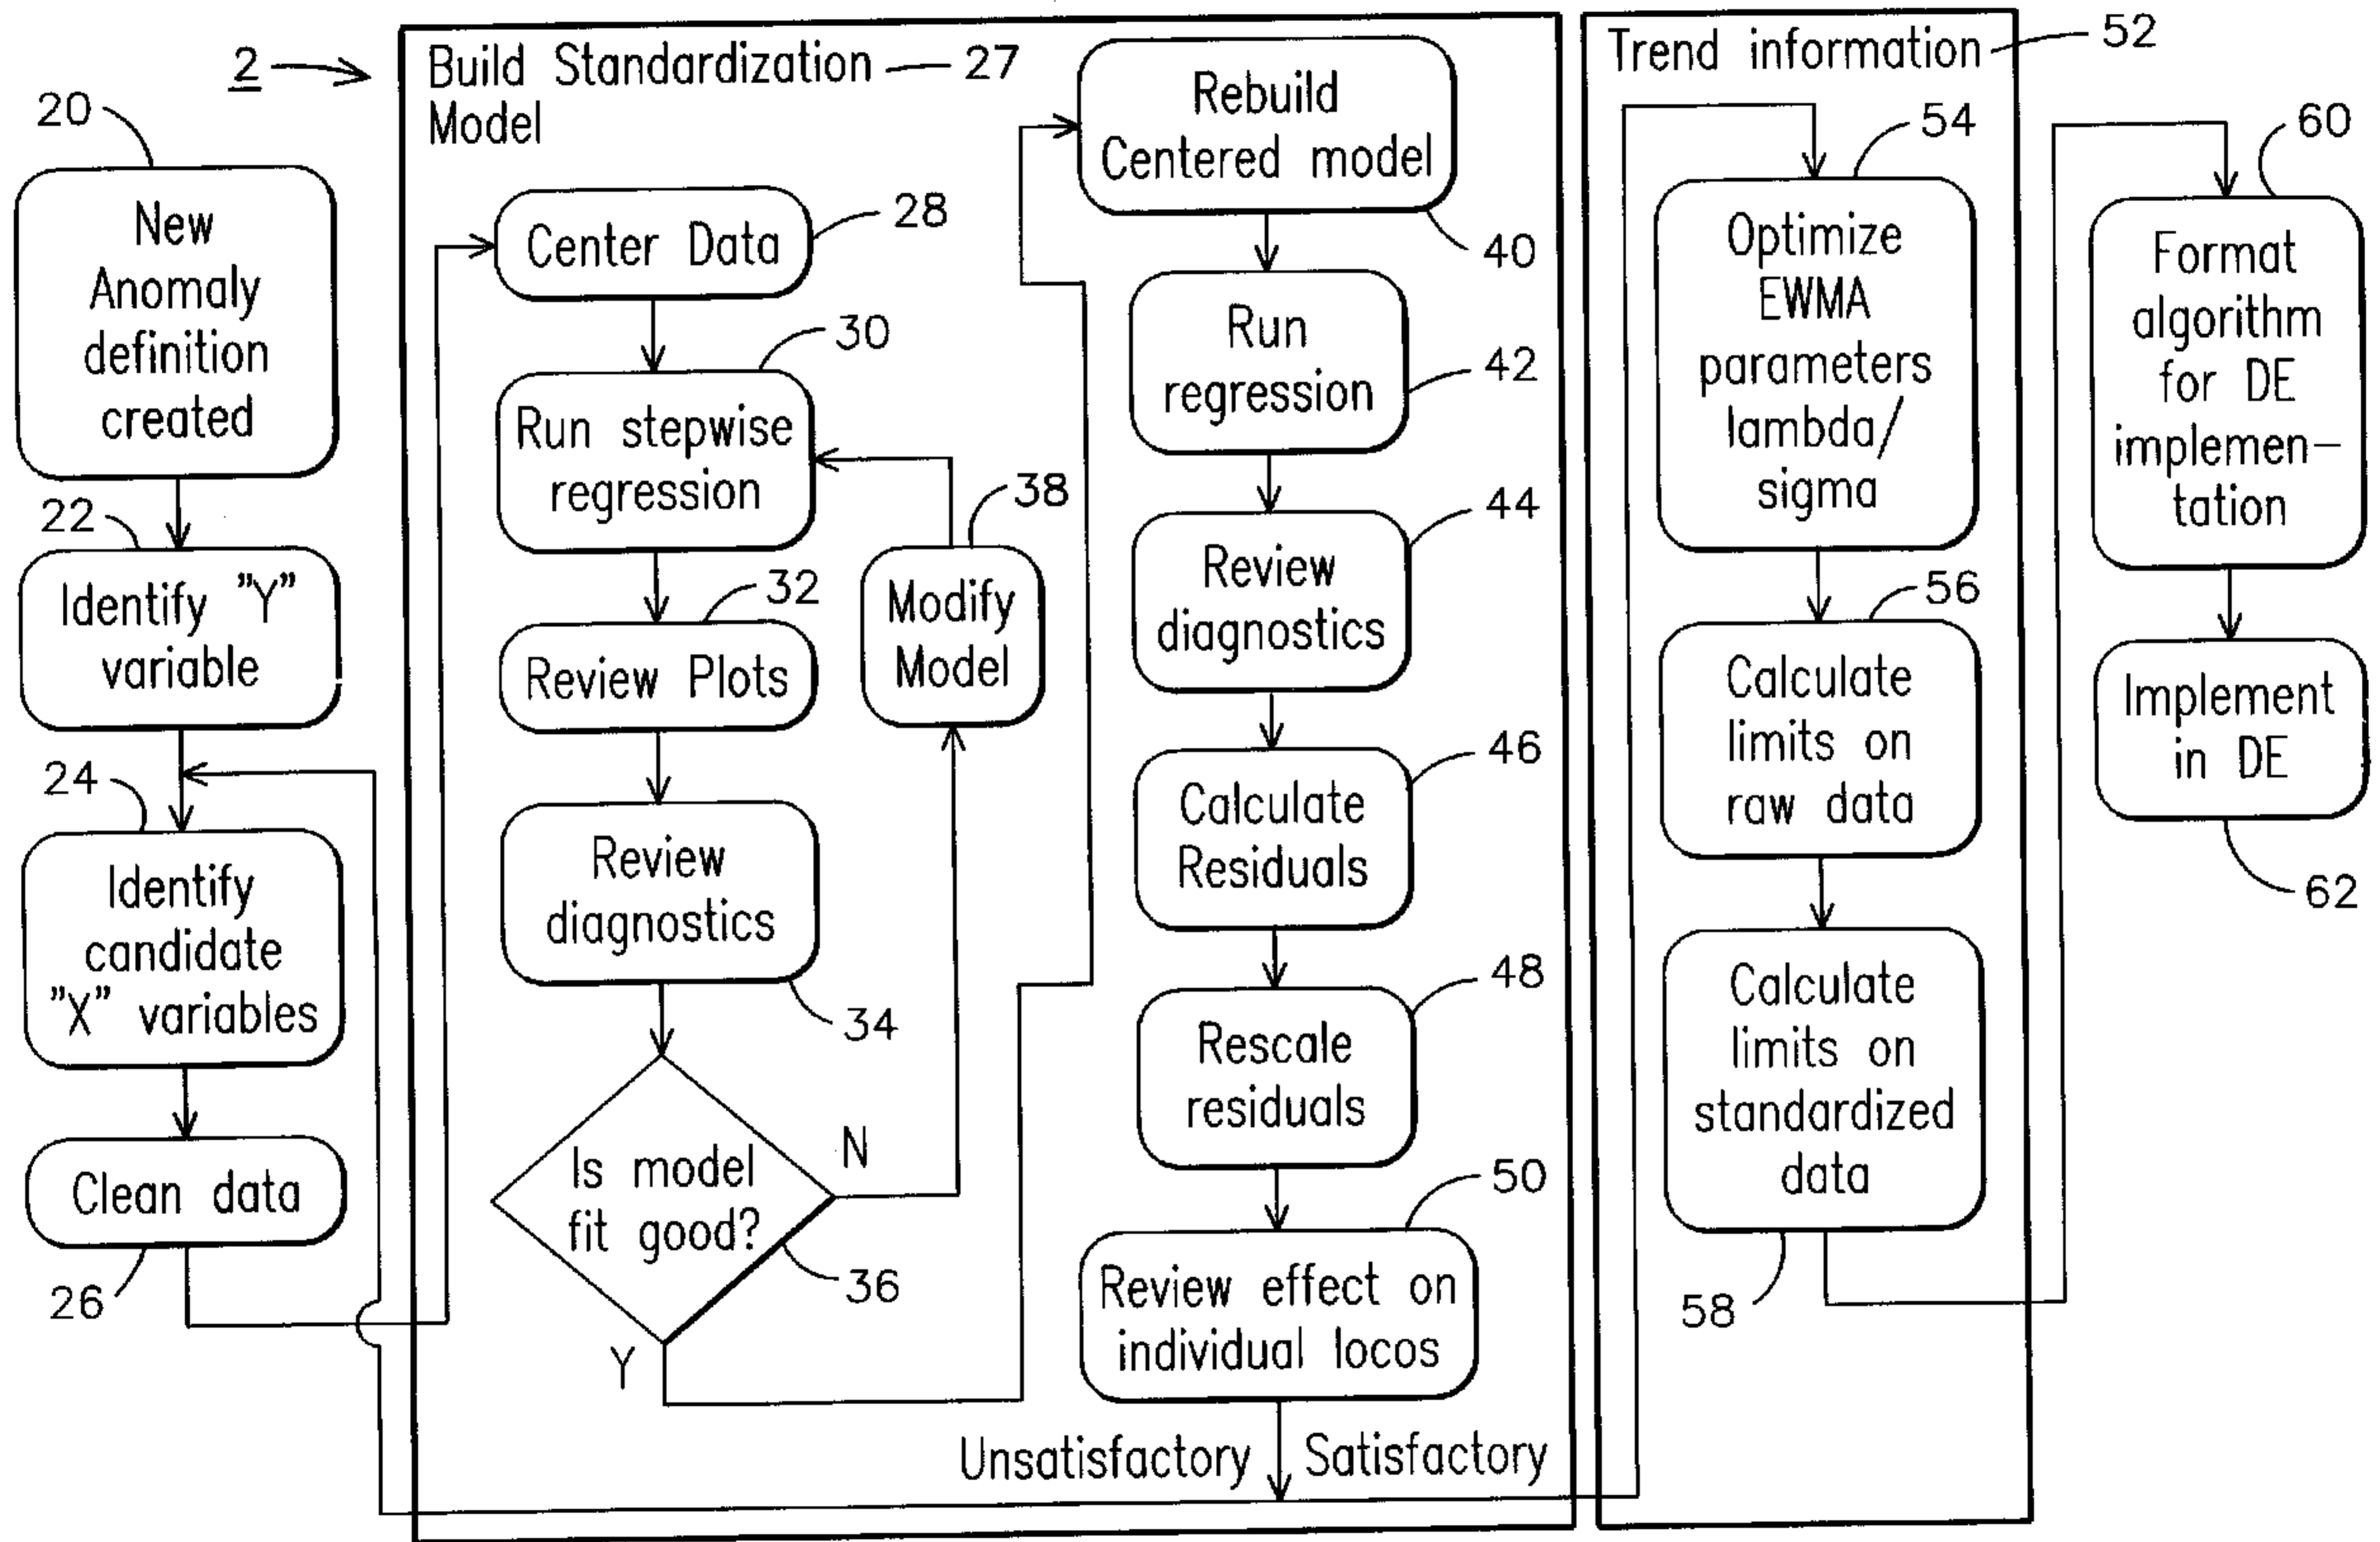 2
20
New
Anomaly
definition
created
22
Identify "Y"
variable
24
Identify
candidate
"X" variables
Clean data
26
Build Standardization
Model
27
Center Data
28
30
Run stepwise
regression
32
Review Plots
Review
diagnostics
34
Is model
fit good?
36
N
Y
38
Modify
Model
Rebuild
Centered model
40
Run
regression
42
44
Review
diagnostics
46
Calculate
Residuals
48
Rescale
residuals
50
Review effect on
individual locos
Unsatisfactory
Satisfactory
Trend information
52
54
Optimize
EWMA
parameters
lambda/
sigma
56
Calculate
limits on
raw data
Calculate
limits on
standardized
data
58
60
Format
algorithm
for DE
implemen-
tation
Implement
in DE
62